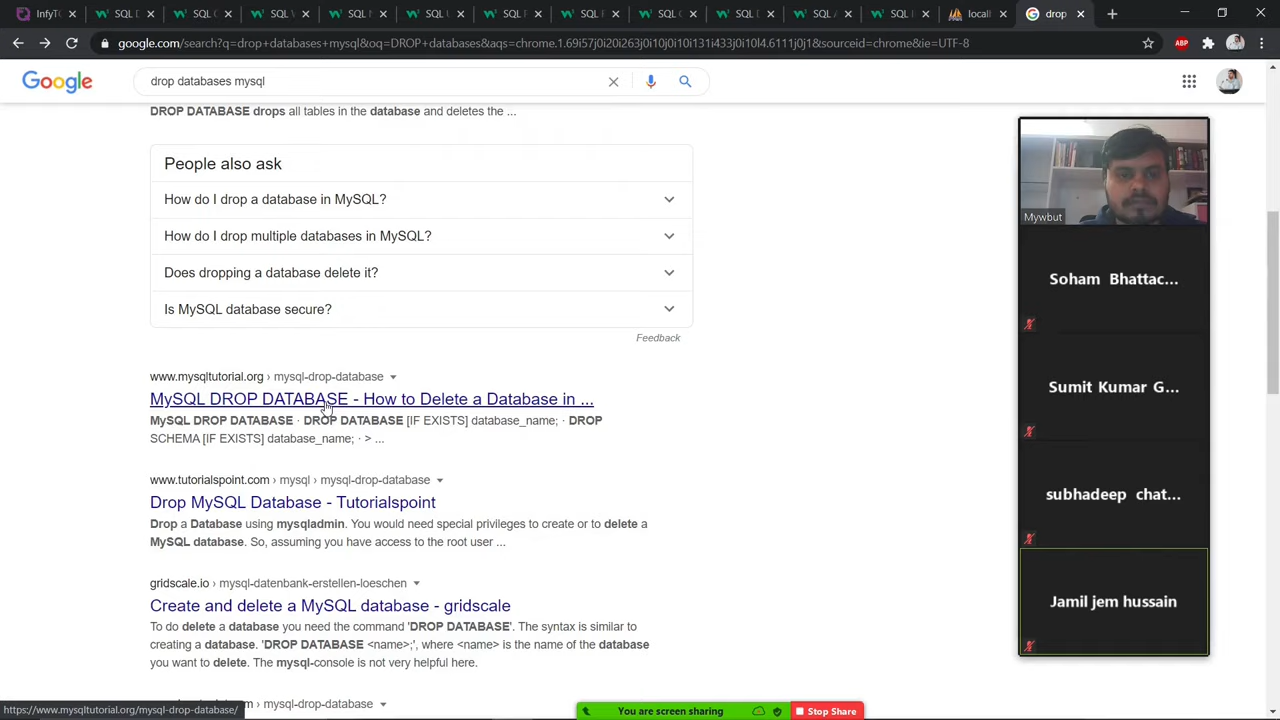 InfyT
SQL D
SQL C
SQL V
SQL N
SQL U
SQL F
SQL F
SQL C
SQL D
SQL A
SQL I
local
drop
google.com/search?q=drop+databases+mysql&oq=DROP+databases&aqs=chrome.1.69i57j0i20i263j0i10j0i10i131i433j0i10l4.6111j0j1&sourceid=chrome&ie=UTF-8
ABP
Google
drop databases mysql
DROP DATABASE drops all tables in the database and deletes the ...
People also ask
How do I drop a database in MySQL?
How do I drop multiple databases in MySQL?
Does dropping a database delete it?
Is MySQL database secure?
Feedback
www.mysqltutorial.org › mysql-drop-database
MySQL DROP DATABASE - How to Delete a Database in ...
MySQL DROP DATABASE · DROP DATABASE [IF EXISTS] database_name; · DROP
SCHEMA [IF EXISTS] database_name; · > ...
www.tutorialspoint.com › mysql › mysql-drop-database
Drop MySQL Database - Tutorialspoint
Drop a Database using mysqladmin. You would need special privileges to create or to delete a
MySQL database. So, assuming you have access to the root user ...
gridscale.io › mysql-datenbank-erstellen-loeschen
Create and delete a MySQL database - gridscale
To do delete a database you need the command 'DROP DATABASE'. The syntax is similar to
creating a database. 'DROP DATABASE <name>;', where <name> is the name of the database
you want to delete. The mysql-console is not very helpful here.
m › mysql-drop-database
https://www.mysqltutorial.org/mysql-drop-database/
Mywbut
Soham Bhattac...
Sumit Kumar G...
subhadeep chat...
Jamil jem hussain
You are screen sharing
Stop Share